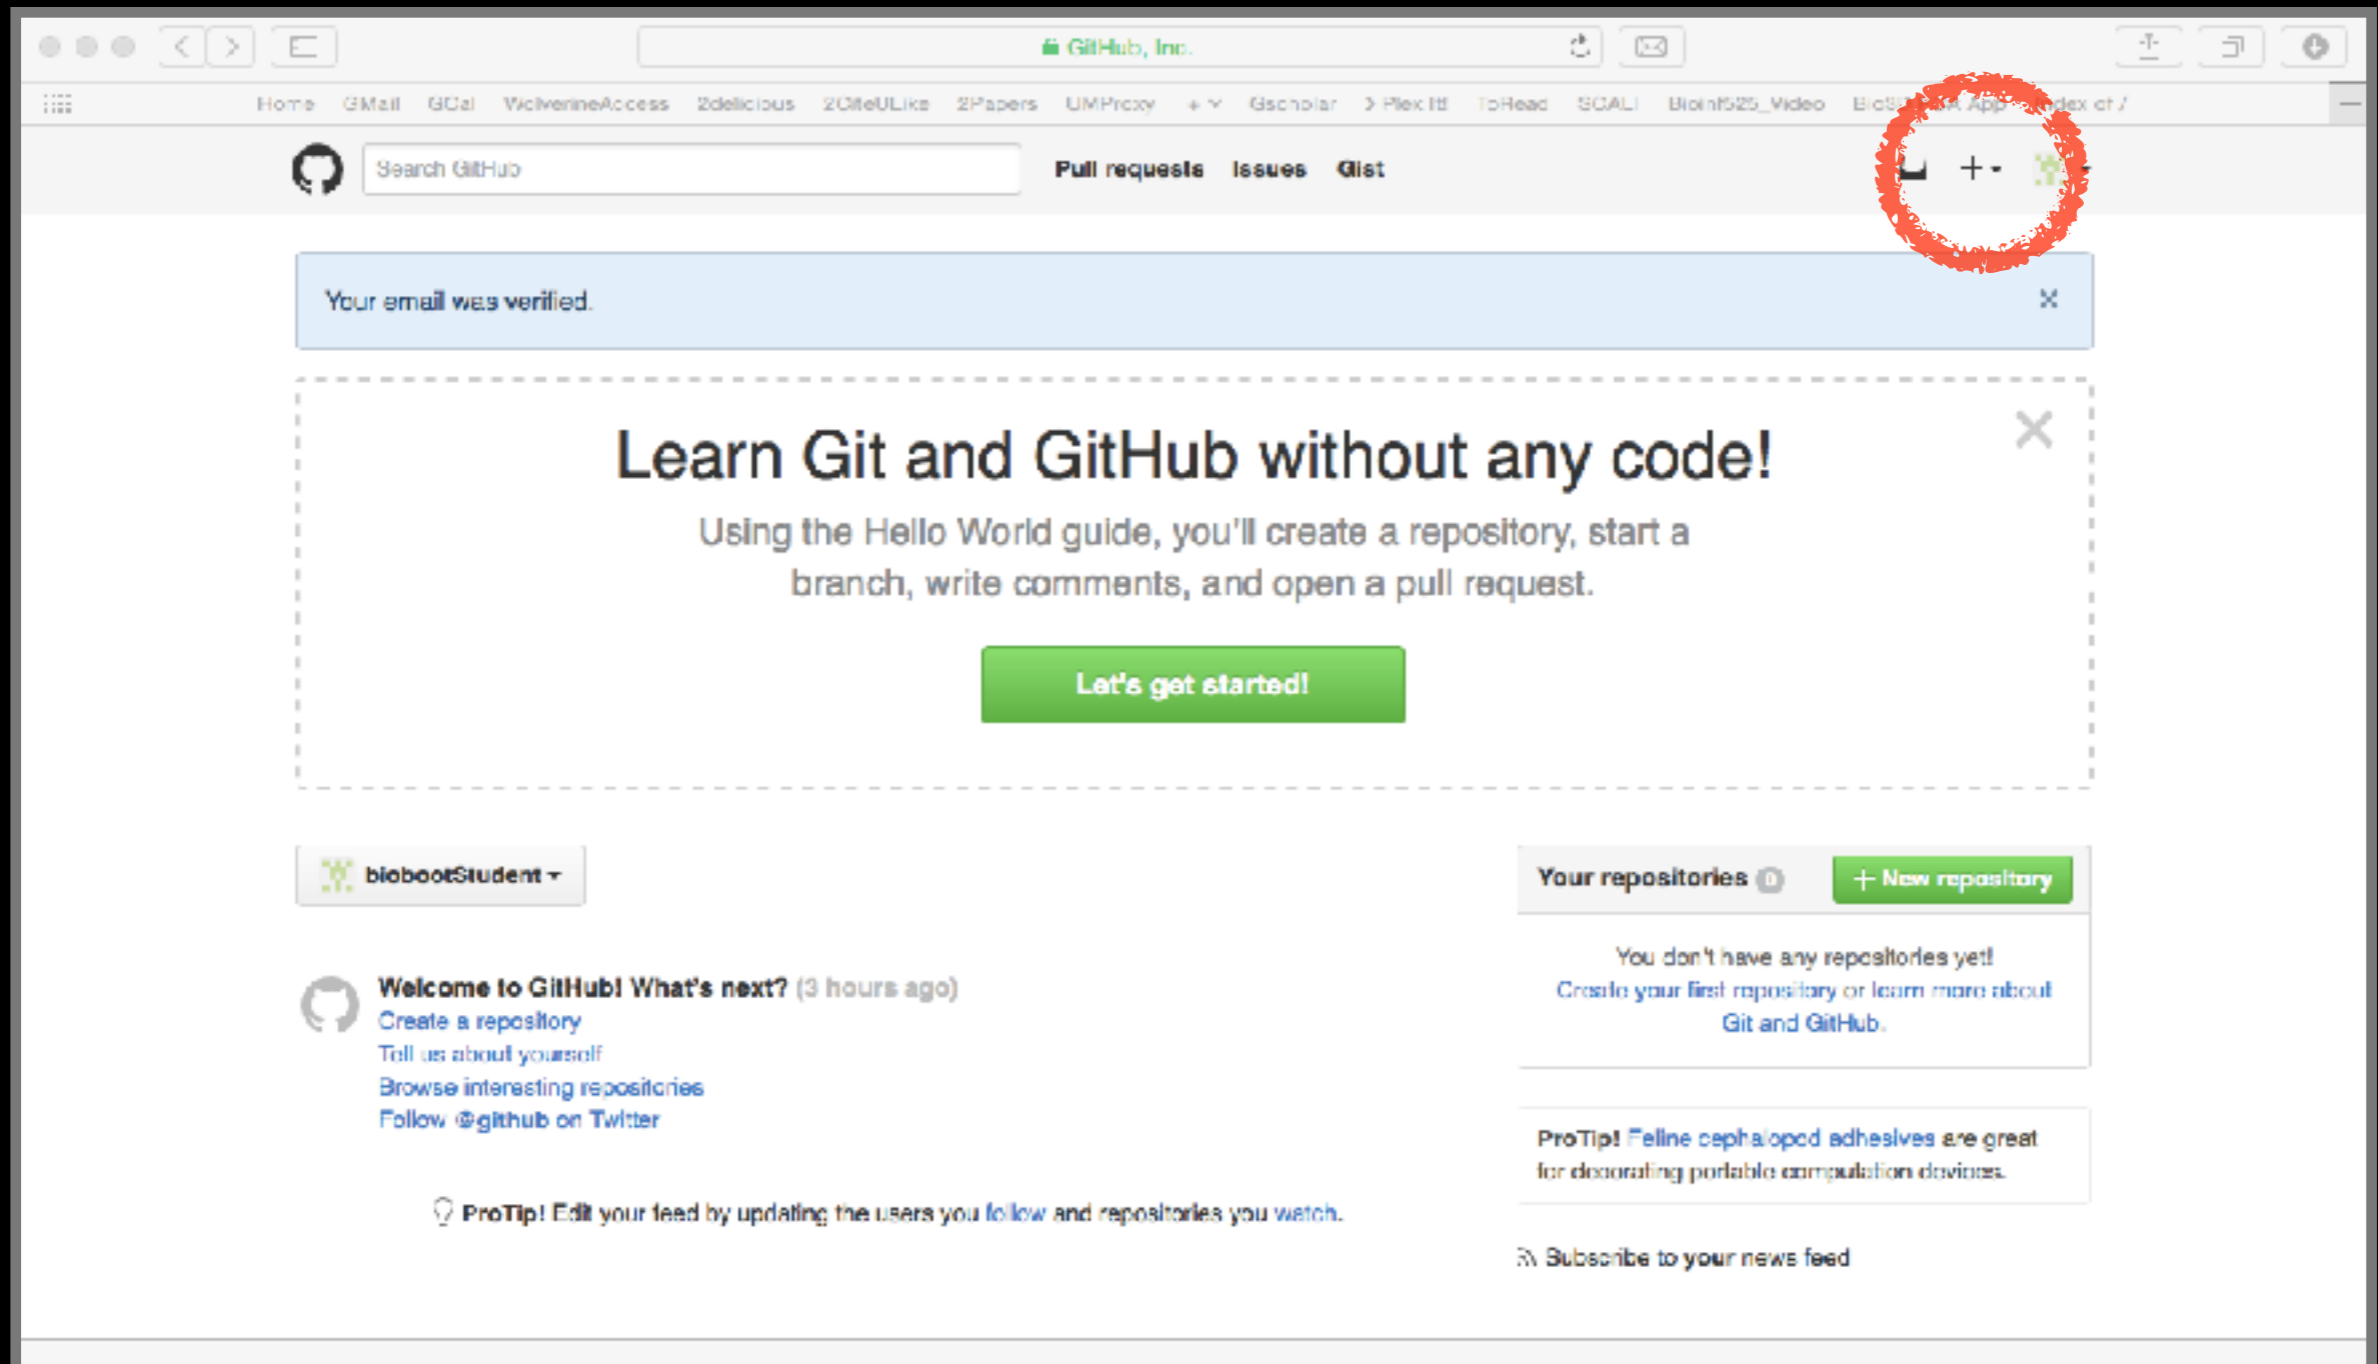 GitHub, Inc.
Home GMail GCal WolverineAccess 2delicious 2CiteULike 2Papers UMProxy + Gscholar Plex It! ToRead Bioinf525_Video App Index of /
Search GitHub Pull requests Issues Gist +
Your email was verified.
Learn Git and GitHub without any code!
Using the Hello World guide, you'll create a repository, start a
branch, write comments, and open a pull request.
Let's get started!
biobootStudent
Your repositories 0 + New repository
You don't have any repositories yet!
Create your first repository or learn more about
Git and GitHub.
Welcome to GitHub! What's next? (3 hours ago)
Create a repository
Tell us about yourself
Browse interesting repositories
Follow @github on Twitter
ProTip! Feline cephalopod adhesives are great
for decorating portable computation devices.
ProTip! Edit your feed by updating the users you follow and repositories you watch.
Subscribe to your news feed